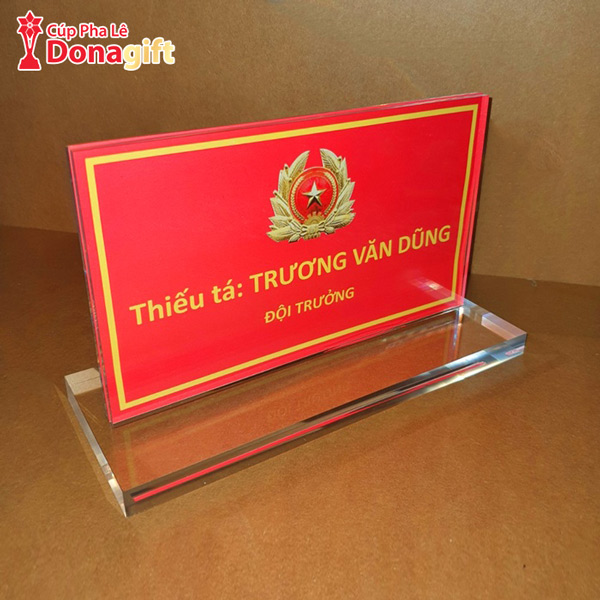 Cúp Pha Lê
Donagift
Thiếu tá: TRƯƠNG VĂN DŨNG
ĐỘI TRƯỞNG